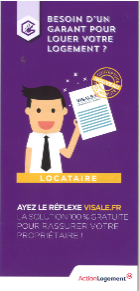 BESOIN D'UN
GARANT POUR
LOUER VOTRE
LOGEMENT ?
VISALE
LOCATAIRE
AYEZ LE RÉFLEXE VISALE.FR
LA SOLUTION 100% GRATUITE
POUR RASSURER VOTRE
PROPRIÉTAIRE !
ActionLogement